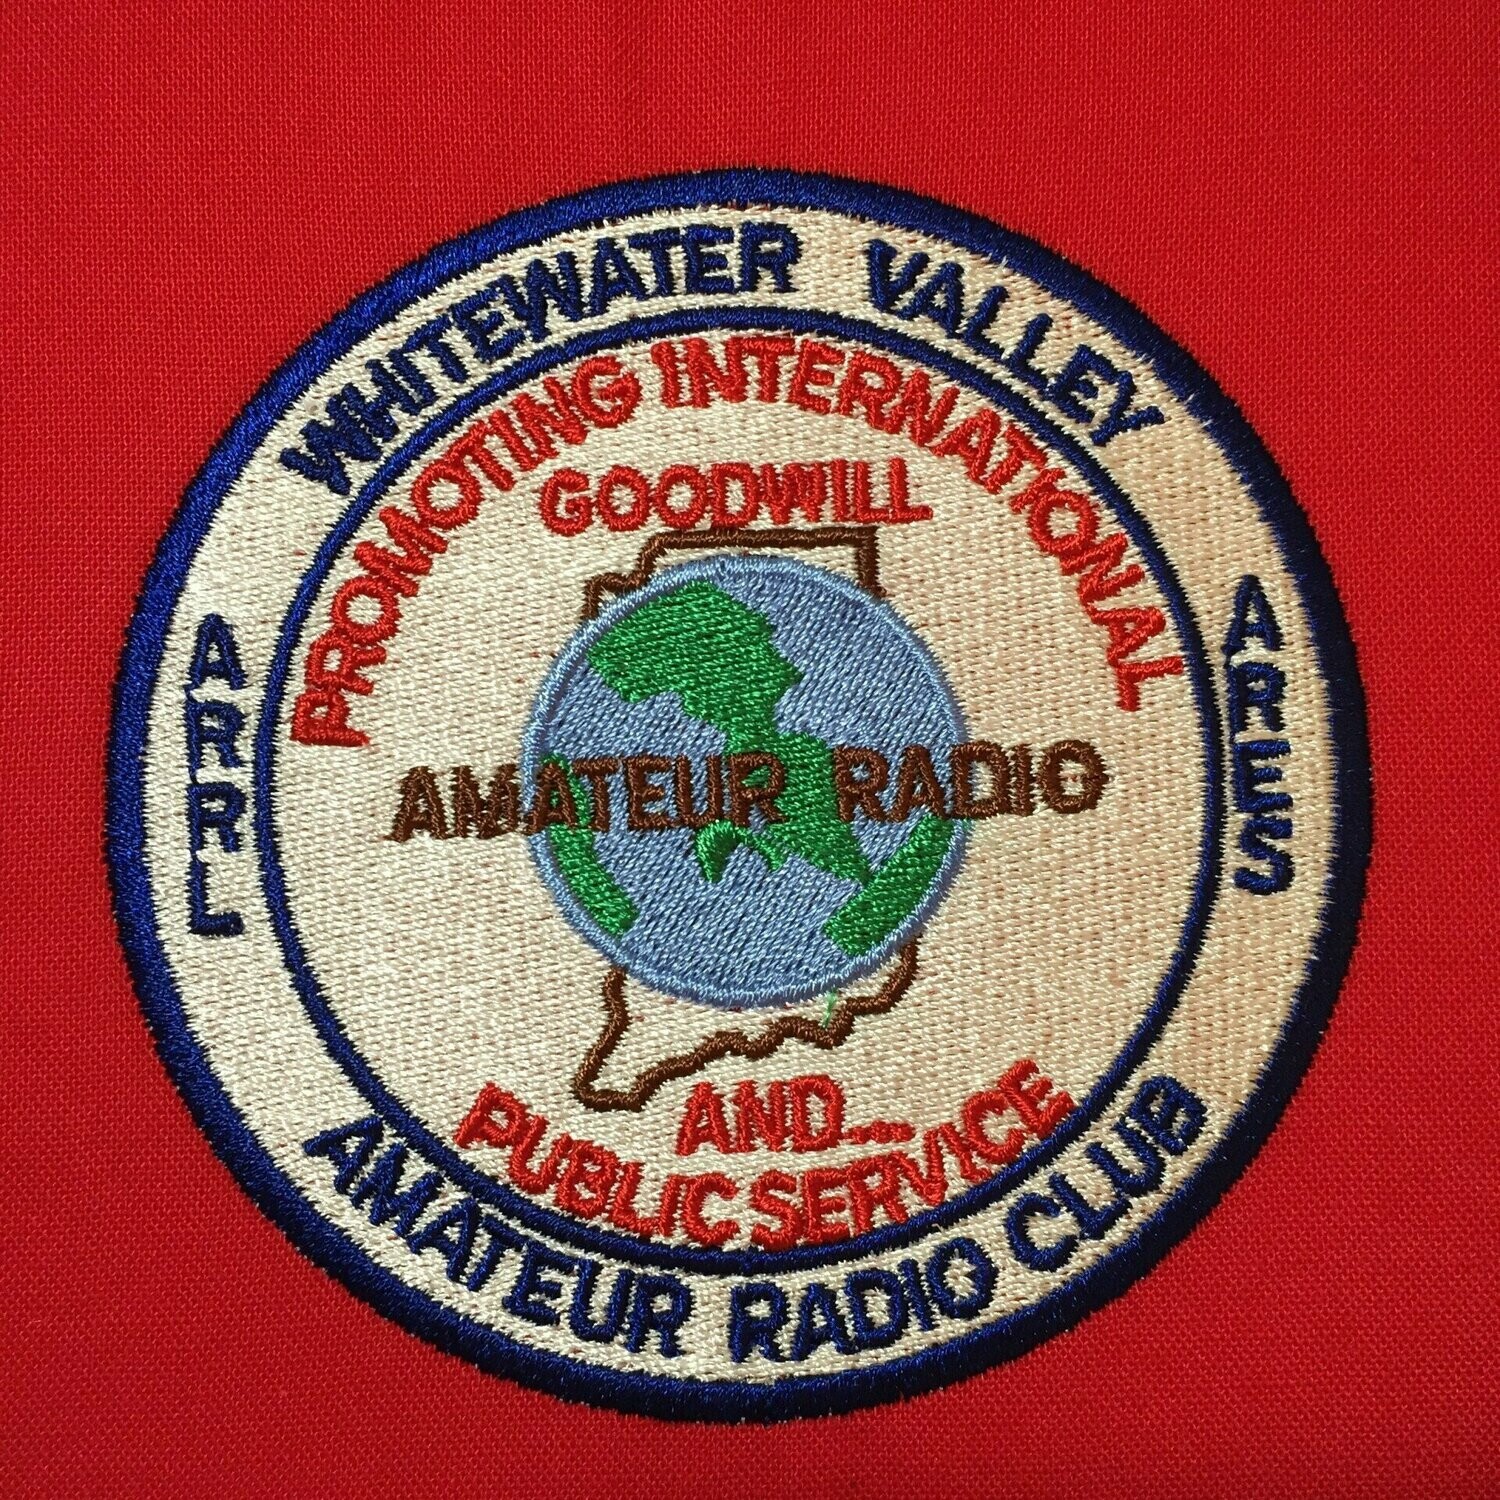 WHITEWATER VALLEY
PROMOTING INTERNATIONAL
GOODWILL
ARRL
ARES
AMATEUR RADIO
AND...
PUBLIC SERVICE
AMATEUR RADIO CLUB